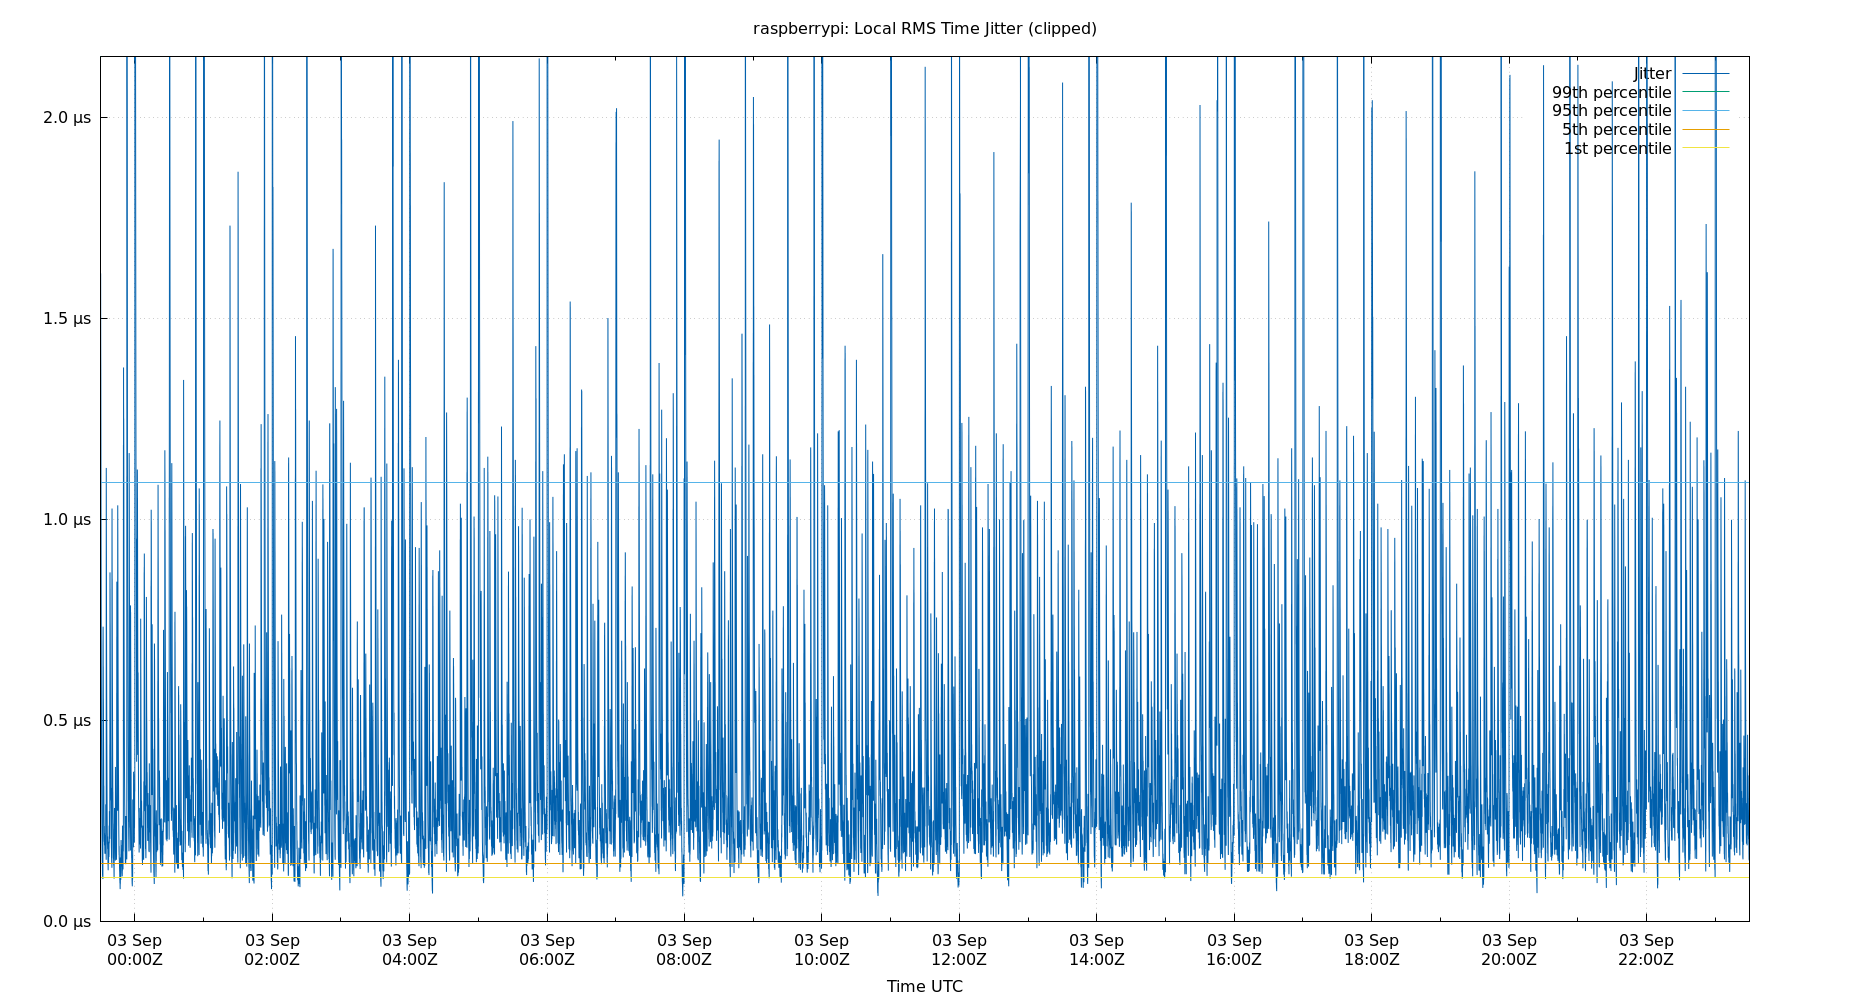 raspberrypi: Local RMS Time Jitter (clipped)
Jitter
99th percentile
95th percentile
5th percentile
1st percentile
2.0 µs
1.5 µs
1.0 µs
0.5 µs
0.0 µs
03 Sep 03 Sep 03 Sep 03 Sep 03 Sep 03 Sep 03 Sep 03 Sep 03 Sep 03 Sep 03 Sep 03 Sep
00:00Z 02:00Z 04:00Z 06:00Z 08:00Z 10:00Z 12:00Z 14:00Z 16:00Z 18:00Z 20:00Z 22:00Z
Time UTC